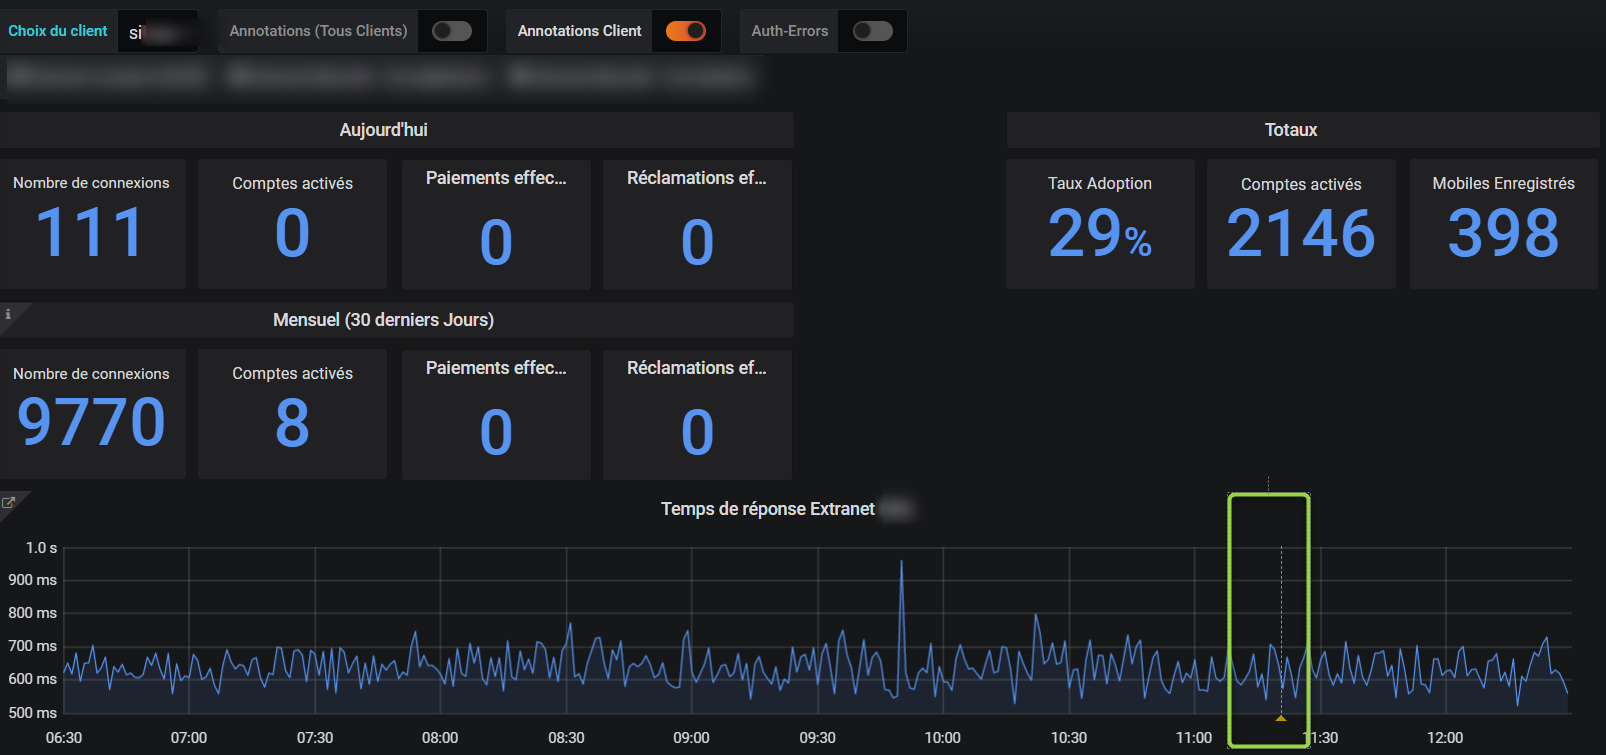 Choix du client si Annotations (Tous Clients) Annotations Client Auth-Errors
Aujourd'hui Totaux
Nombre de connexions Comptes activés Paiements effec... Réclamations ef... Taux Adoption Comptes activés Mobiles Enregistrés
111 0 0 0 29% 2146 398
Mensuel (30 derniers Jours)
Nombre de connexions Comptes activés Paiements effec... Réclamations ef...
9770 8 0 0
Temps de réponse Extranet
1.0 s
900 ms
800 ms
700 ms
600 ms
500 ms
06:30 07:00 07:30 08:00 08:30 09:00 09:30 10:00 10:30 11:00 1:30 12:00